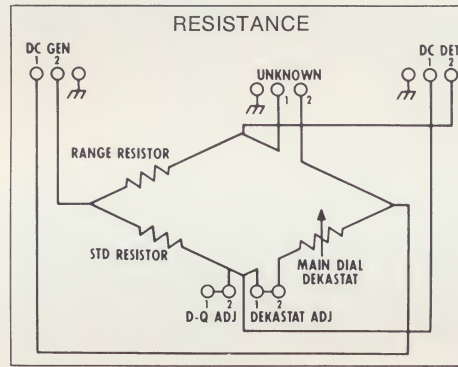 RESISTANCE
DC GEN
1 2
UNKNOWN
1 2
DC DET
1 2
RANGE RESISTOR
STD RESISTOR
MAIN DIAL
DEKASTAT
1 2
D-Q ADJ
1 2
DEKASTAT ADJ